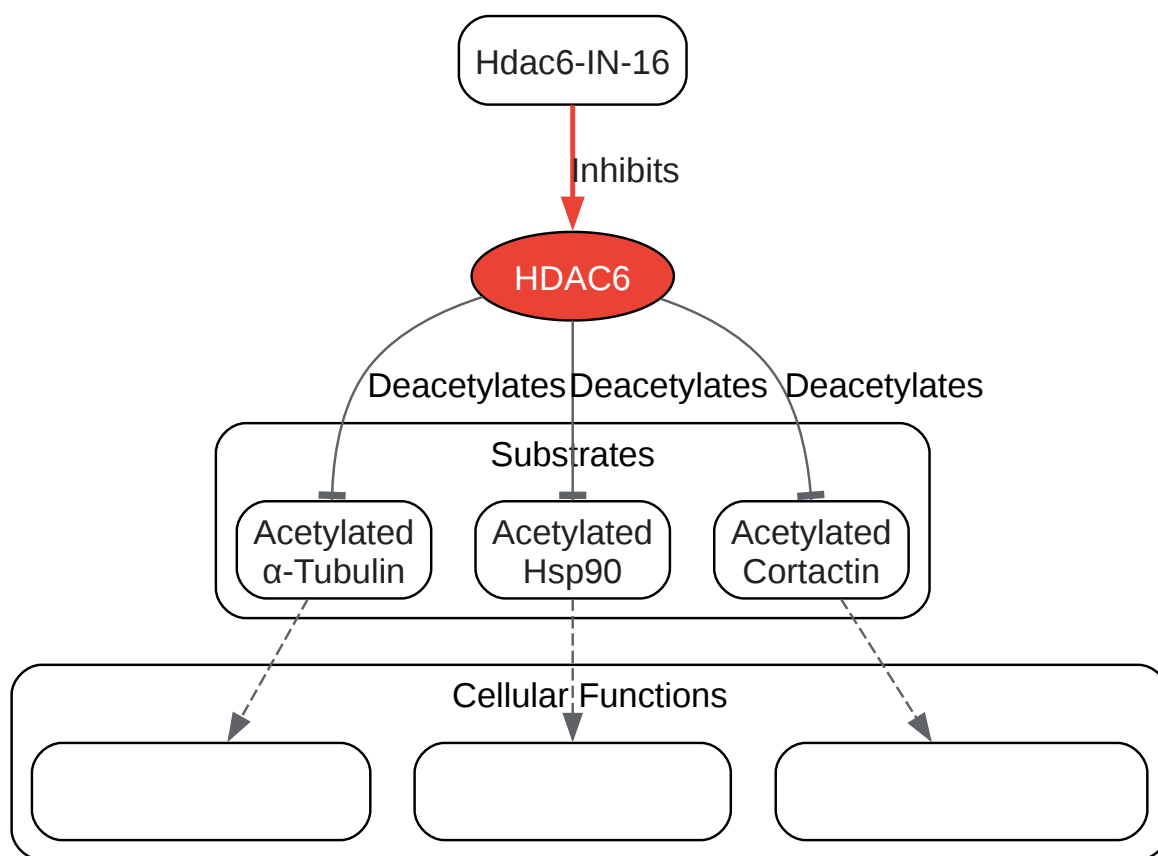 Hdac6-IN-16
Inhibits
HDAC6
Deacetylates
Deacetylates
Deacetylates
Substrates
Acetylated
α-Tubulin
Acetylated
Hsp90
Acetylated
Cortactin
Cellular Functions